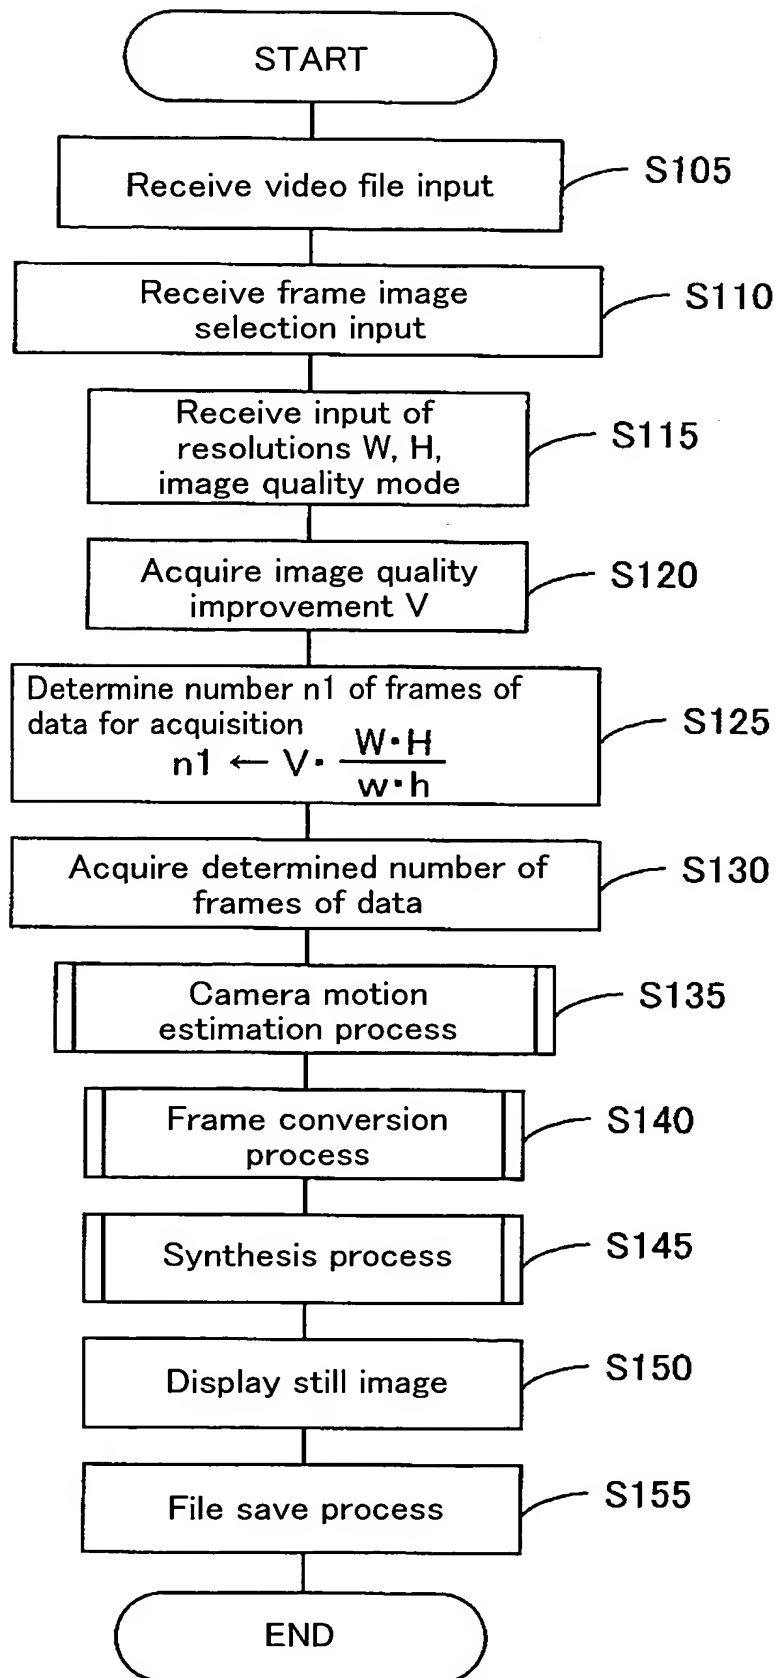 START
Receive video file input
S105
Receive frame image
selection input
S110
Receive input of
resolutions W, H,
image quality mode
S115
Acquire image quality
improvement V
S120
Determine number n1 of frames of
data for acquisition
n1 ← V· W·H / w·h
S125
Acquire determined number of
frames of data
S130
Camera motion
estimation process
S135
Frame conversion
process
S140
Synthesis process
S145
Display still image
S150
File save process
S155
END